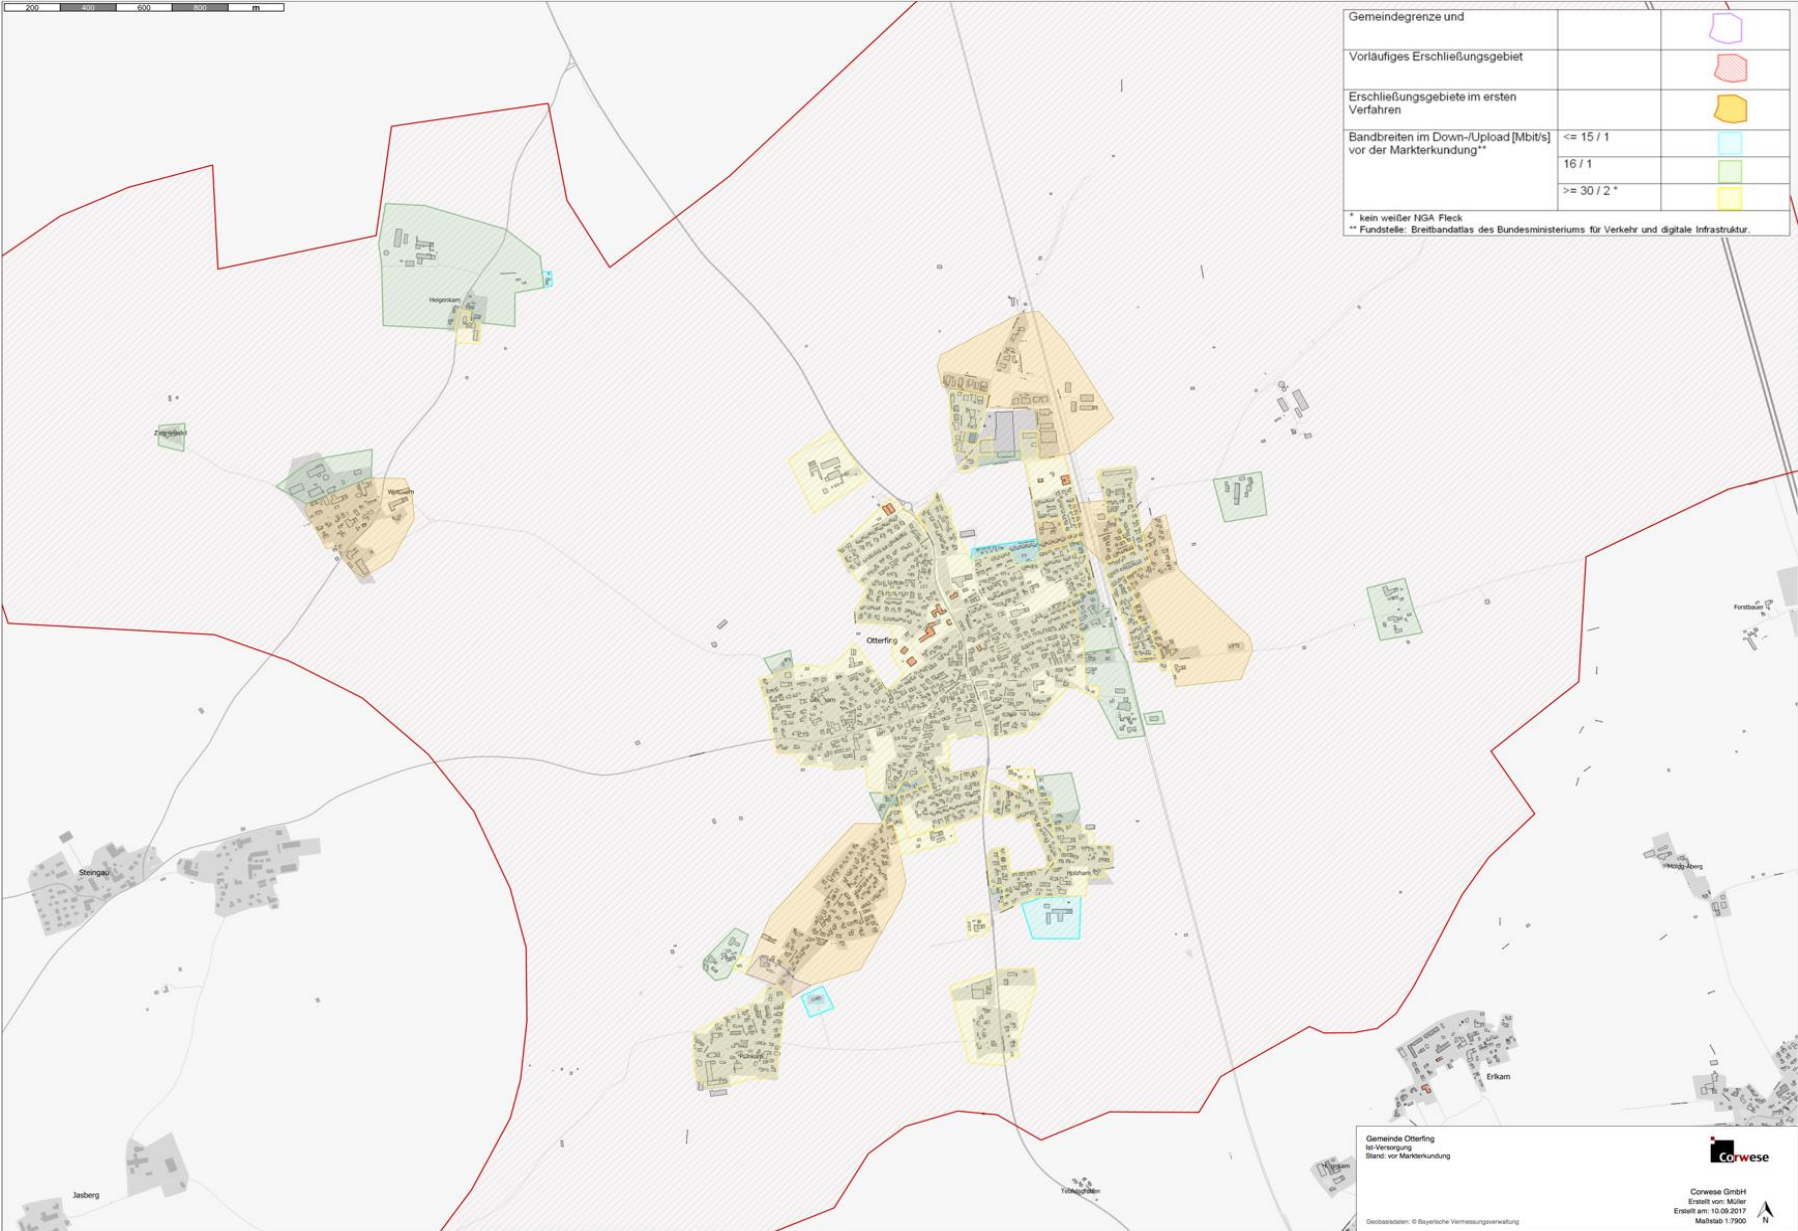 200 400 600 800 m
Gemeindegrenze und
Vorläufiges Erschließungsgebiet
Erschließungsgebiete im ersten
Verfahren
Bandbreiten im Down-/Upload [Mbit/s]
vor der Markterkundung**
<= 15 / 1
16 / 1
>= 30 / 2 *
* kein weißer NGA Fleck
** Fundstelle: Breitbandatlas des Bundesministeriums für Verkehr und digitale Infrastruktur.
Heigenkam
Otterfing
Holzham
Steingau
Jasberg
Forstbauer
Erlkam
Gemeinde Otterfing
Ist-Versorgung
Stand: vor Markterkundung
Corwese
Corwese GmbH
Erstellt von: Müller
Erstellt am: 10.09.2017
Maßstab 1:7900
N
Geobasisdaten: © Bayerische Vermessungsverwaltung